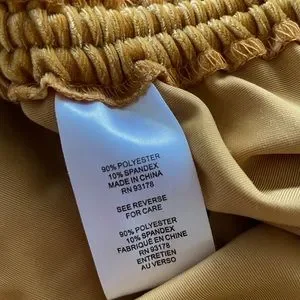 90% POLYESTER
10% SPANDEX
MADE IN CHINA
RN 93178
SEE REVERSE
FOR CARE
90% POLYESTER
10% SPANDEX
FABRIQUÉ EN CHINE
RN 93178
ENTRETIEN
AU VERSO